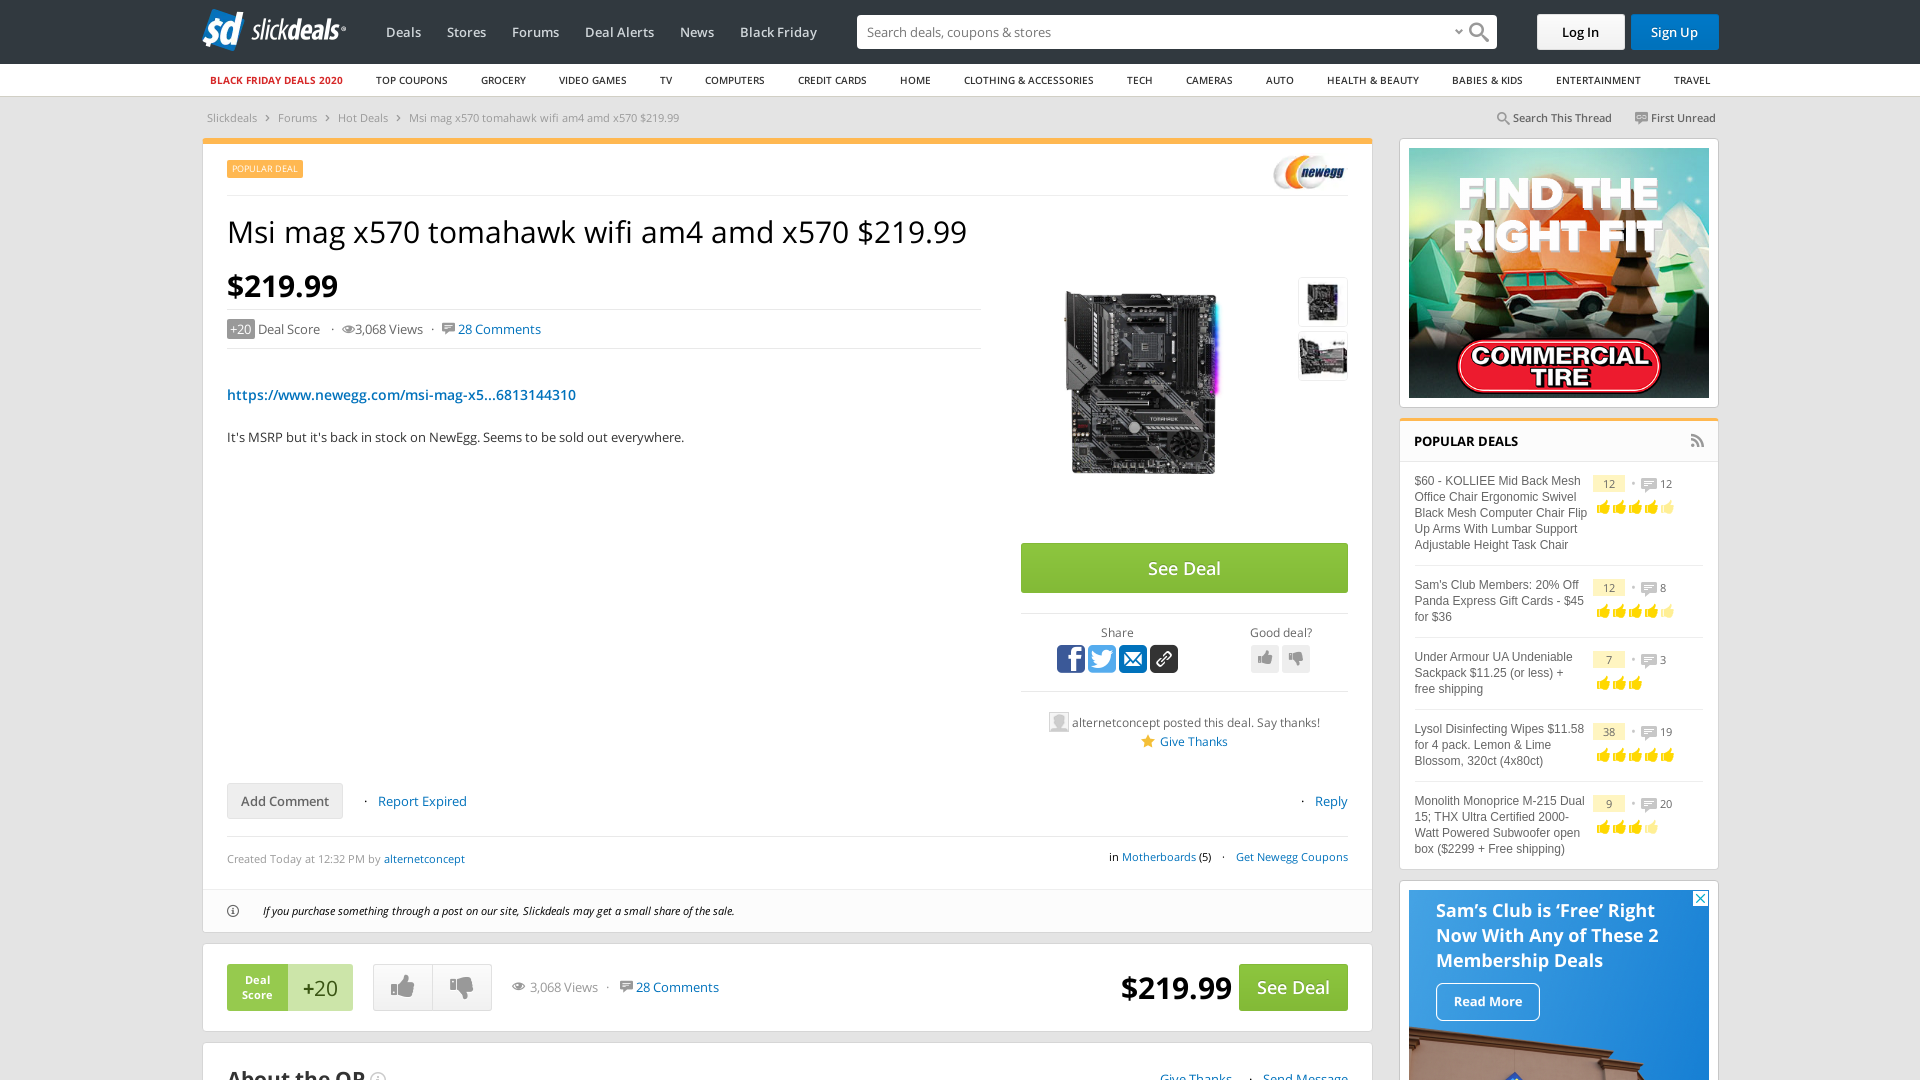 slickdeals
Deals
Stores
Forums
Deal Alerts
News
Black Friday
Search deals, coupons & shopping
Log In
Sign Up
BLACK FRIDAY DEALS 2020
TOP COUPONS
GROCERY
VIDEO GAMES
TV
COMPUTERS
CREDIT CARDS
HOME
CLOTHING & ACCESSORIES
TECH
CAMERAS
AUTO
HEALTH & BEAUTY
BABIES & KIDS
ENTERTAINMENT
TRAVEL
Slickdeals › Forums › Hot Deals › Msi mag x570 tomahawk wifi am4 amd x570 $219.99
Search This Thread
First Unread
POPULAR DEAL
newegg
Msi mag x570 tomahawk wifi am4 amd x570 $219.99
$219.99
+20 Deal Score · 3,068 Views · 28 Comments
https://www.newegg.com/msi-mag-x5...6813144310
It's MSRP but it's back in stock on NewEgg. Seems to be sold out everywhere.
TOMAHAWK
See Deal
Share
Good deal?
alternetconcept posted this deal. Say thanks!
Give Thanks
Add Comment
· Report Expired
· Reply
Created Today at 12:32 PM by alternetconcept
in Motherboards (5) · Get Newegg Coupons
If you purchase something through a post on our site, Slickdeals may get a small share of the sale.
Deal
Score
+20
3,068 Views · 28 Comments
$219.99
See Deal
About the OP
Give Thanks · Send Message
FIND THE
RIGHT FIT
COMMERCIAL
TIRE
POPULAR DEALS
$60 - KOLLIEE Mid Back Mesh
Office Chair Ergonomic Swivel
Black Mesh Computer Chair Flip
Up Arms With Lumbar Support
Adjustable Height Task Chair
12 • 12
Sam's Club Members: 20% Off
Panda Express Gift Cards - $45
for $36
12 • 8
Under Armour UA Undeniable
Sackpack $11.25 (or less) +
free shipping
7 • 3
Lysol Disinfecting Wipes $11.58
for 4 pack. Lemon & Lime
Blossom, 320ct (4x80ct)
38 • 19
Monolith Monoprice M-215 Dual
15; THX Ultra Certified 2000-
Watt Powered Subwoofer open
box ($2299 + Free shipping)
9 • 20
Sam's Club is ‘Free’ Right
Now With Any of These 2
Membership Deals
Read More